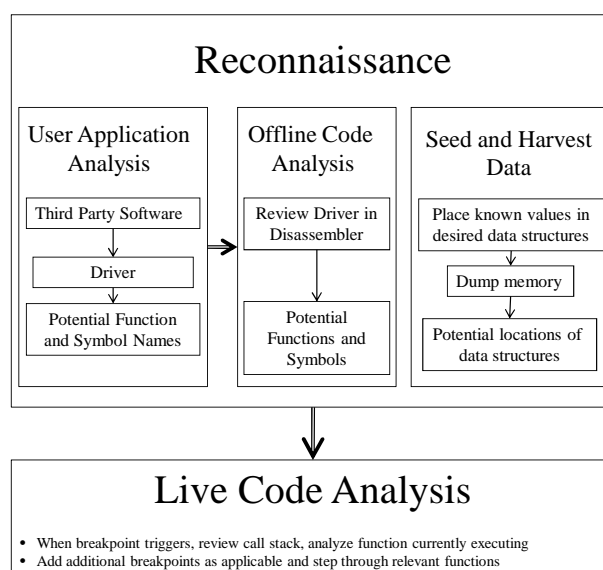 Reconnaissance
User Application
Analysis
Third Party Software
Driver
Potential Function
and Symbol Names
Offline Code
Analysis
Review Driver in
Disassembler
Potential
Functions and
Symbols
Seed and Harvest
Data
Place known values in
desired data structures
Dump memory
Potential locations of
data structures
Live Code Analysis
• When breakpoint triggers, review call stack, analyze function currently executing
• Add additional breakpoints as applicable and step through relevant functions